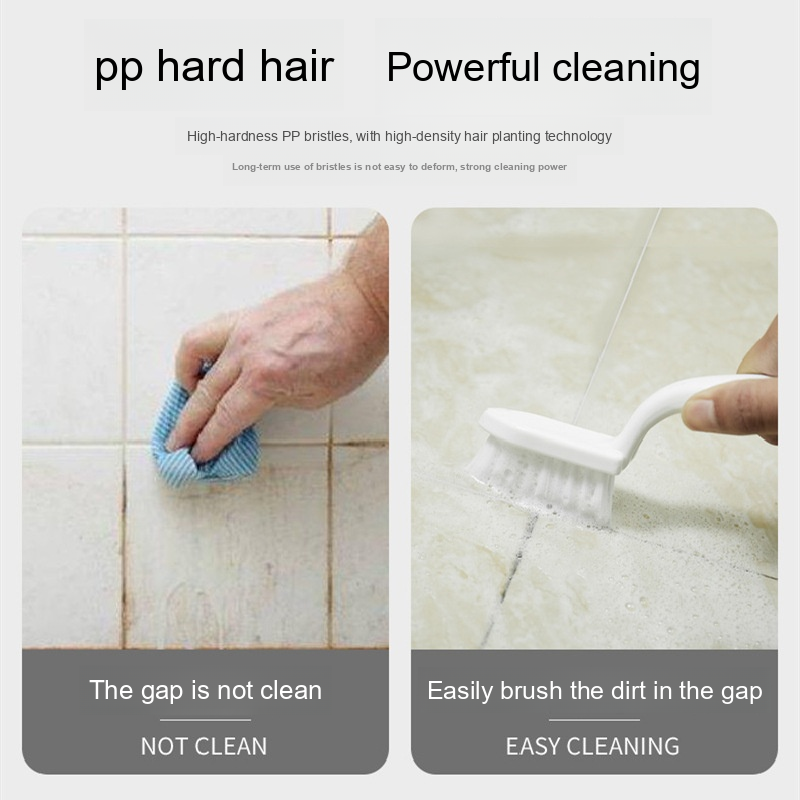 pp hard hair Powerful cleaning
High-hardness PP bristles, with high-density hair planting technology
Long-term use of bristles is not easy to deform, strong cleaning power
The gap is not clean
NOT CLEAN
Easily brush the dirt in the gap
EASY CLEANING